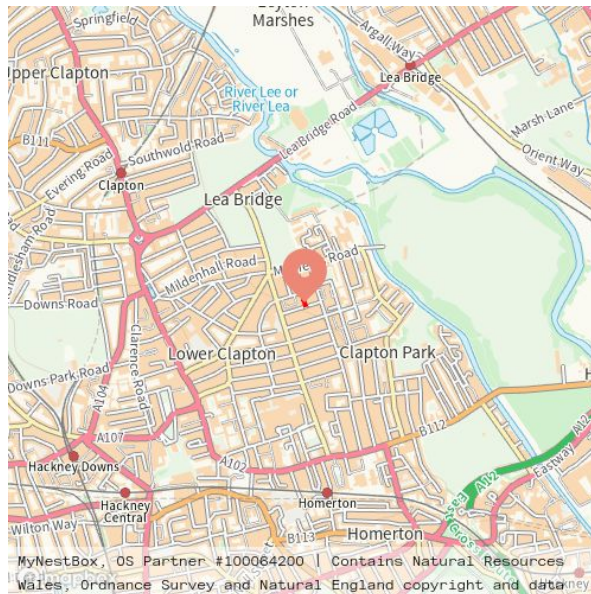 Springfield
Leyton
Marshes
Argall Way
Upper Clapton
Lea Bridge
River Lee or
River Lea
B111
Southwold Road
Lea Bridge Road
Marsh Lane
Evering Road
Clapton
Orient Way
Lea Bridge
Mildenhall Road
Road
Downs Road
Clarence Road
Lower Clapton
Clapton Park
Downs Park Road
A104
A107
B112
A12
Hackney Downs
A102
A12
Eastway
Hackney
Central
Homerton
Wilton Way
B113
Homerton
MyNestBox, OS Partner #100064200 | Contains Natural Resources
Wales, Ordnance Survey and Natural England copyright and data